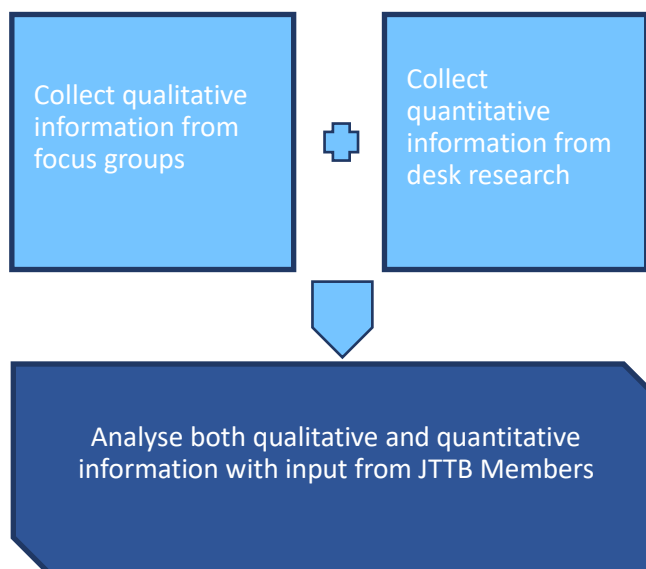 Collect qualitative
information from
focus groups
Collect
quantitative
information from
desk research
Analyse both qualitative and quantitative
information with input from JTTB Members